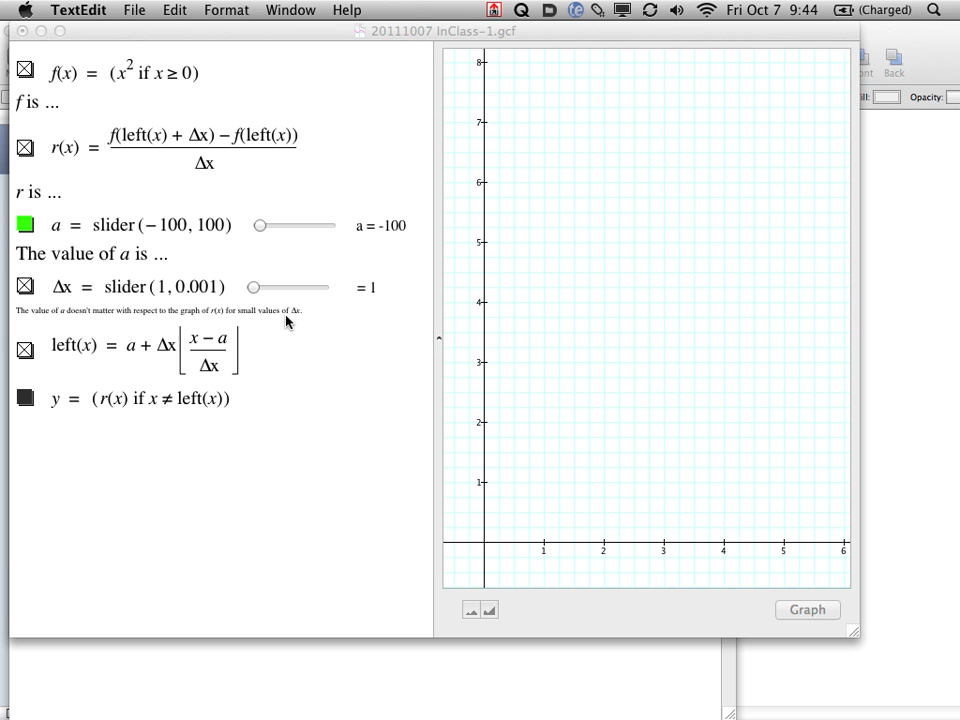 TextEdit File Edit Format Window Help Fri Oct 7 9:44 (Charged)
20111007 InClass-1.gcf
f(x) = (x² if x ≥ 0)
f is ...
r(x) = f(left(x) + Δx) − f(left(x))
Δx
r is ...
a = slider (−100, 100) a = -100
The value of a is ...
Δx = slider (1, 0.001) = 1
The value of a doesn't matter with respect to the graph of r(x) for small values of Δx.
left(x) = a + Δx⌊x − a
Δx⌋
y = (r(x) if x ≠ left(x))
8
7
6
5
4
3
2
1
1 2 3 4 5 6
Graph
Back
Opacity: